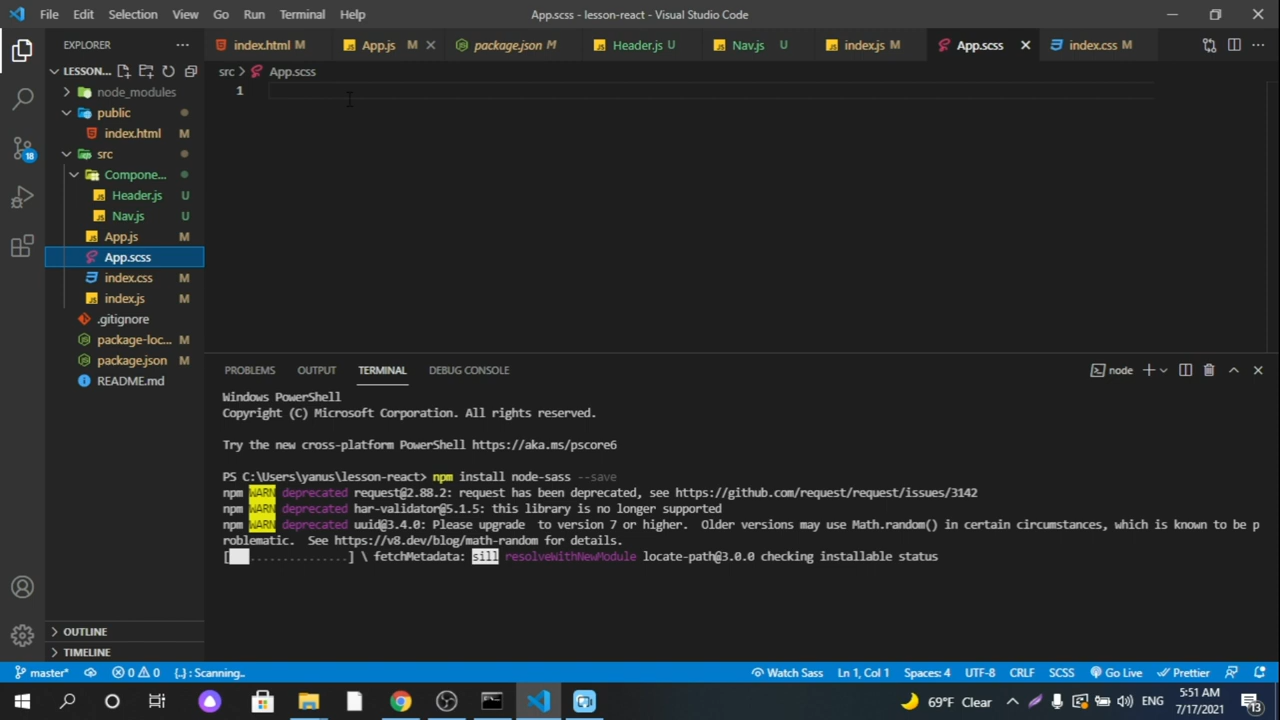 File Edit Selection View Go Run Terminal Help
App.scss - lesson-react - Visual Studio Code
EXPLORER
index.html M
App.js M
package.json M
Header.js U
Nav.js U
index.js M
App.scss
index.css M
LESSON...
node_modules
public
index.html M
src
Compone...
Header.js U
Nav.js U
App.js M
App.scss
index.css M
index.js M
.gitignore
package-loc... M
package.json M
README.md
OUTLINE
TIMELINE
18
src > App.scss
1
PROBLEMS OUTPUT TERMINAL DEBUG CONSOLE
node
Windows PowerShell
Copyright (C) Microsoft Corporation. All rights reserved.
Try the new cross-platform PowerShell https://aka.ms/pscore6
PS C:\Users\yanus\lesson-react> npm install node-sass --save
npm WARN deprecated request@2.88.2: request has been deprecated, see https://github.com/request/request/issues/3142
npm WARN deprecated har-validator@5.1.5: this library is no longer supported
npm WARN deprecated uuid@3.4.0: Please upgrade  to version 7 or higher.  Older versions may use Math.random() in certain circumstances, which is known to be p
roblematic.  See https://v8.dev/blog/math-random for details.
[   ...............] \ fetchMetadata: sill resolveWithNewModule locate-path@3.0.0 checking installable status
master* 0 0 {..} : Scanning.. Watch Sass Ln 1, Col 1 Spaces: 4 UTF-8 CRLF SCSS Go Live Prettier
69°F Clear ENG
5:51 AM
7/17/2021
13